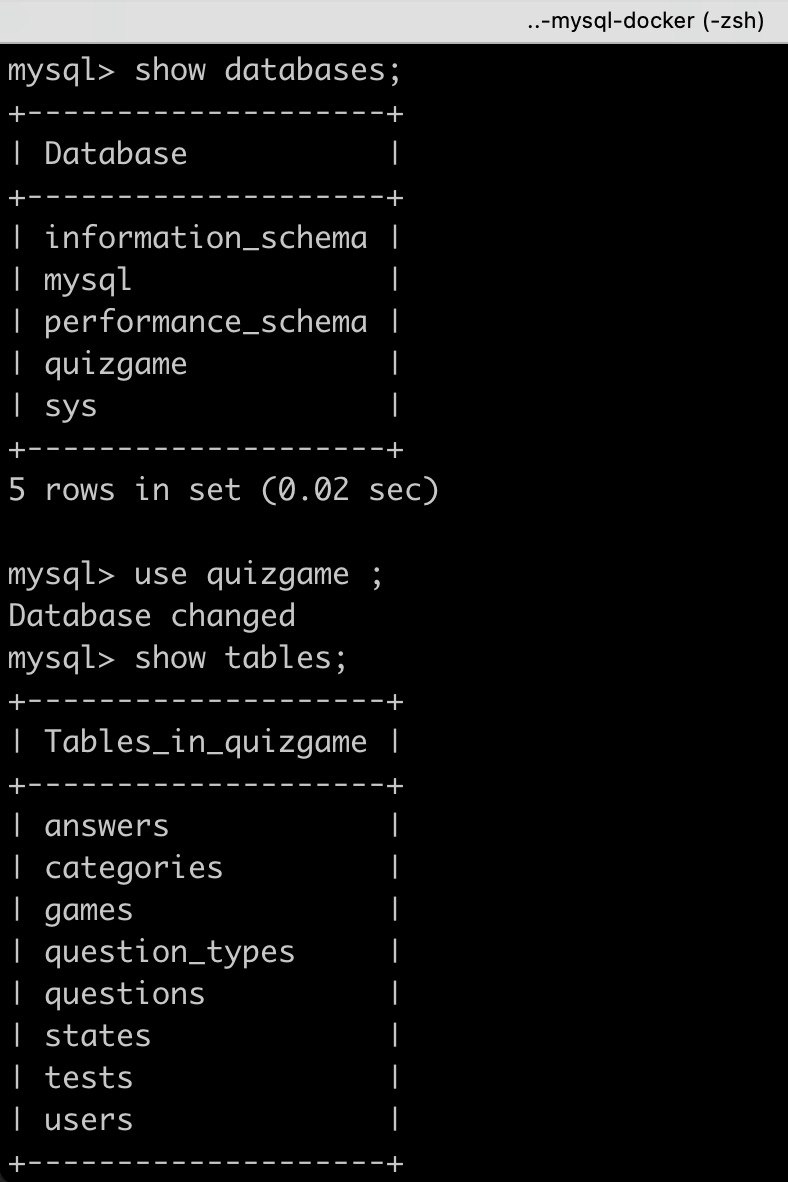 ..-mysql-docker (-zsh)
mysql> show databases;
+--------------------+
| Database           |
+--------------------+
| information_schema |
| mysql              |
| performance_schema |
| quizgame           |
| sys                |
+--------------------+
5 rows in set (0.02 sec)

mysql> use quizgame ;
Database changed
mysql> show tables;
+--------------------+
| Tables_in_quizgame |
+--------------------+
| answers            |
| categories         |
| games              |
| question_types     |
| questions          |
| states             |
| tests              |
| users              |
+--------------------+